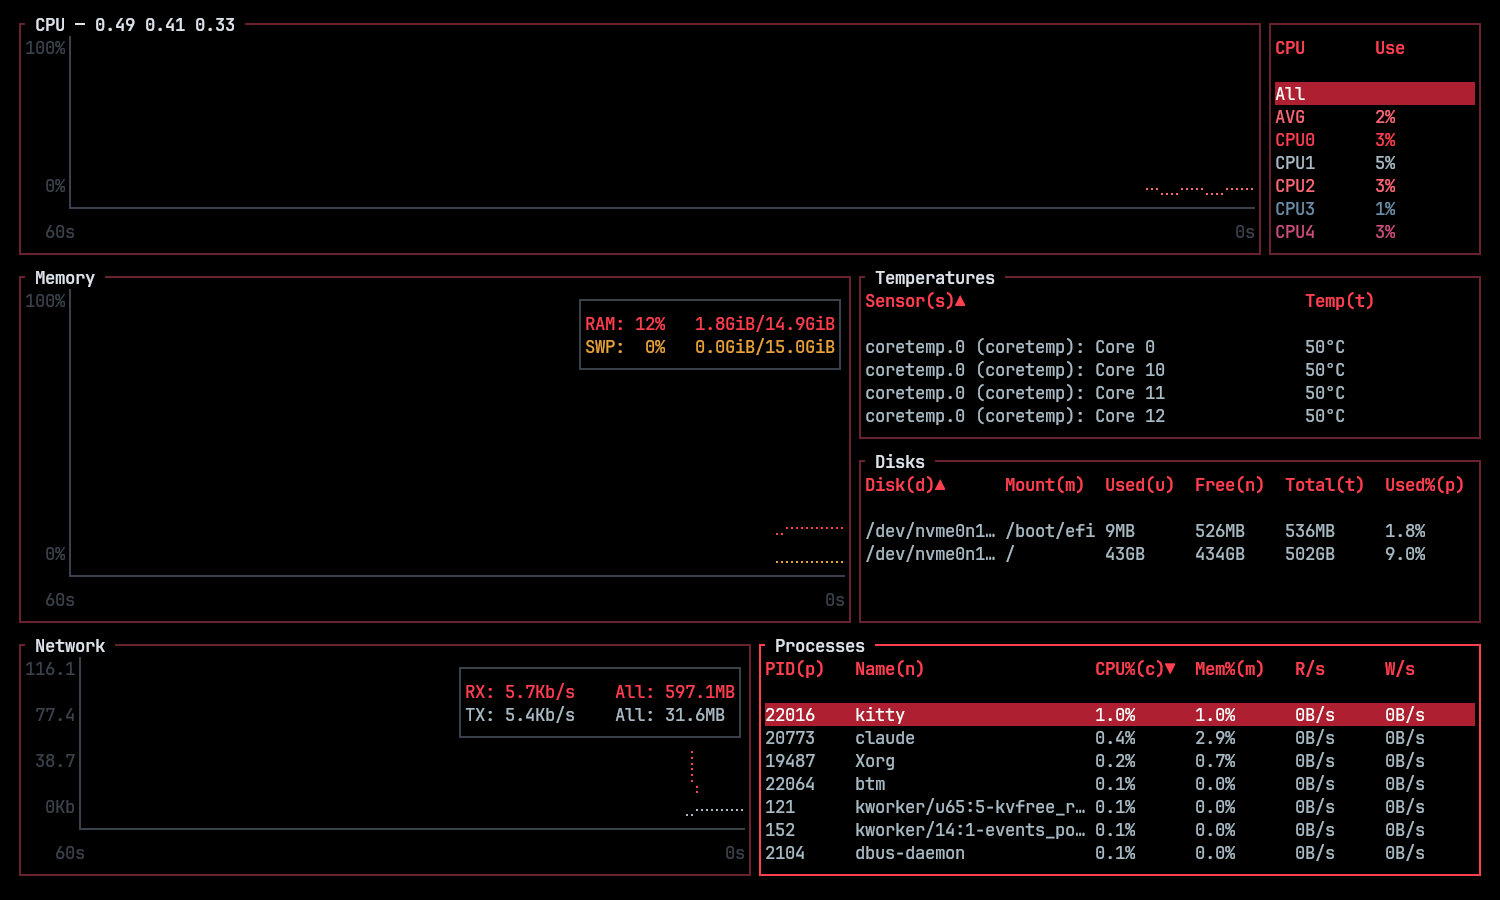 CPU ─ 0.49 0.41 0.33
100%
0%
60s 0s
CPU Use
All
AVG 2%
CPU0 3%
CPU1 5%
CPU2 3%
CPU3 1%
CPU4 3%
Memory
100%
RAM: 12% 1.8GiB/14.9GiB
SWP: 0% 0.0GiB/15.0GiB
0%
60s 0s
Temperatures
Sensor(s)▲ Temp(t)
coretemp.0 (coretemp): Core 0 50°C
coretemp.0 (coretemp): Core 10 50°C
coretemp.0 (coretemp): Core 11 50°C
coretemp.0 (coretemp): Core 12 50°C
Disks
Disk(d)▲ Mount(m) Used(u) Free(n) Total(t) Used%(p)
/dev/nvme0n1… /boot/efi 9MB 526MB 536MB 1.8%
/dev/nvme0n1… / 43GB 434GB 502GB 9.0%
Network
116.1
77.4
38.7
0Kb
60s 0s
RX: 5.7Kb/s All: 597.1MB
TX: 5.4Kb/s All: 31.6MB
Processes
PID(p) Name(n) CPU%(c)▼ Mem%(m) R/s W/s
22016 kitty 1.0% 1.0% 0B/s 0B/s
20773 claude 0.4% 2.9% 0B/s 0B/s
19487 Xorg 0.2% 0.7% 0B/s 0B/s
22064 btm 0.1% 0.0% 0B/s 0B/s
121 kworker/u65:5-kvfree_r… 0.1% 0.0% 0B/s 0B/s
152 kworker/14:1-events_po… 0.1% 0.0% 0B/s 0B/s
2104 dbus-daemon 0.1% 0.0% 0B/s 0B/s